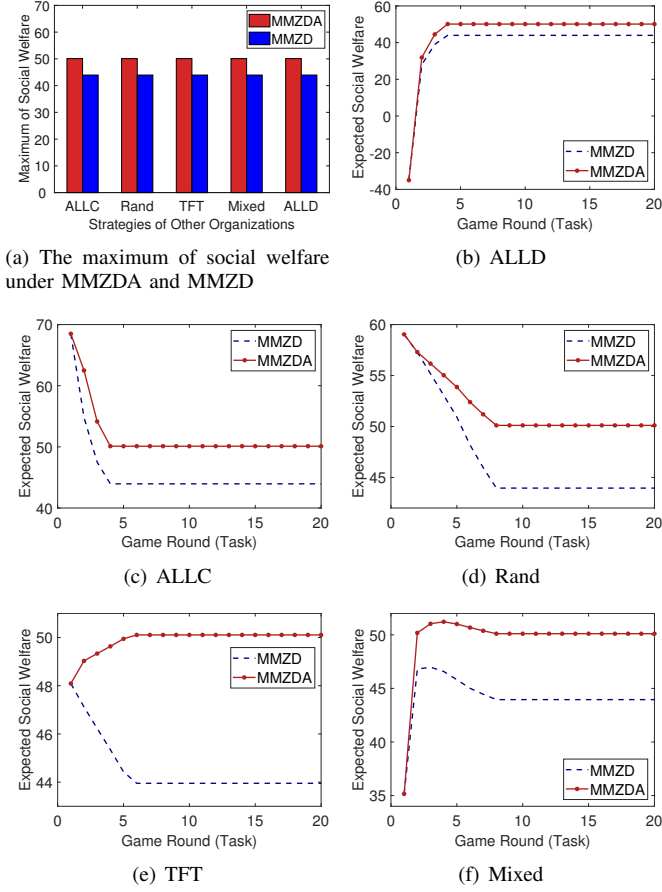 70
60
50
40
30
20
10
0
Maximum of Social Welfare
MMZDA
MMZD
ALLC Rand TFT Mixed ALLD
Strategies of Other Organizations
(a) The maximum of social welfare
under MMZDA and MMZD
60
40
20
0
-20
-40
Expected Social Welfare
MMZD
MMZDA
0 5 10 15 20
Game Round (Task)
(b) ALLD
70
60
50
40
Expected Social Welfare
MMZD
MMZDA
0 5 10 15 20
Game Round (Task)
(c) ALLC
60
55
50
45
Expected Social Welfare
MMZD
MMZDA
0 5 10 15 20
Game Round (Task)
(d) Rand
50
48
46
44
Expected Social Welfare
MMZD
MMZDA
0 5 10 15 20
Game Round (Task)
(e) TFT
50
45
40
35
Expected Social Welfare
MMZD
MMZDA
0 5 10 15 20
Game Round (Task)
(f) Mixed